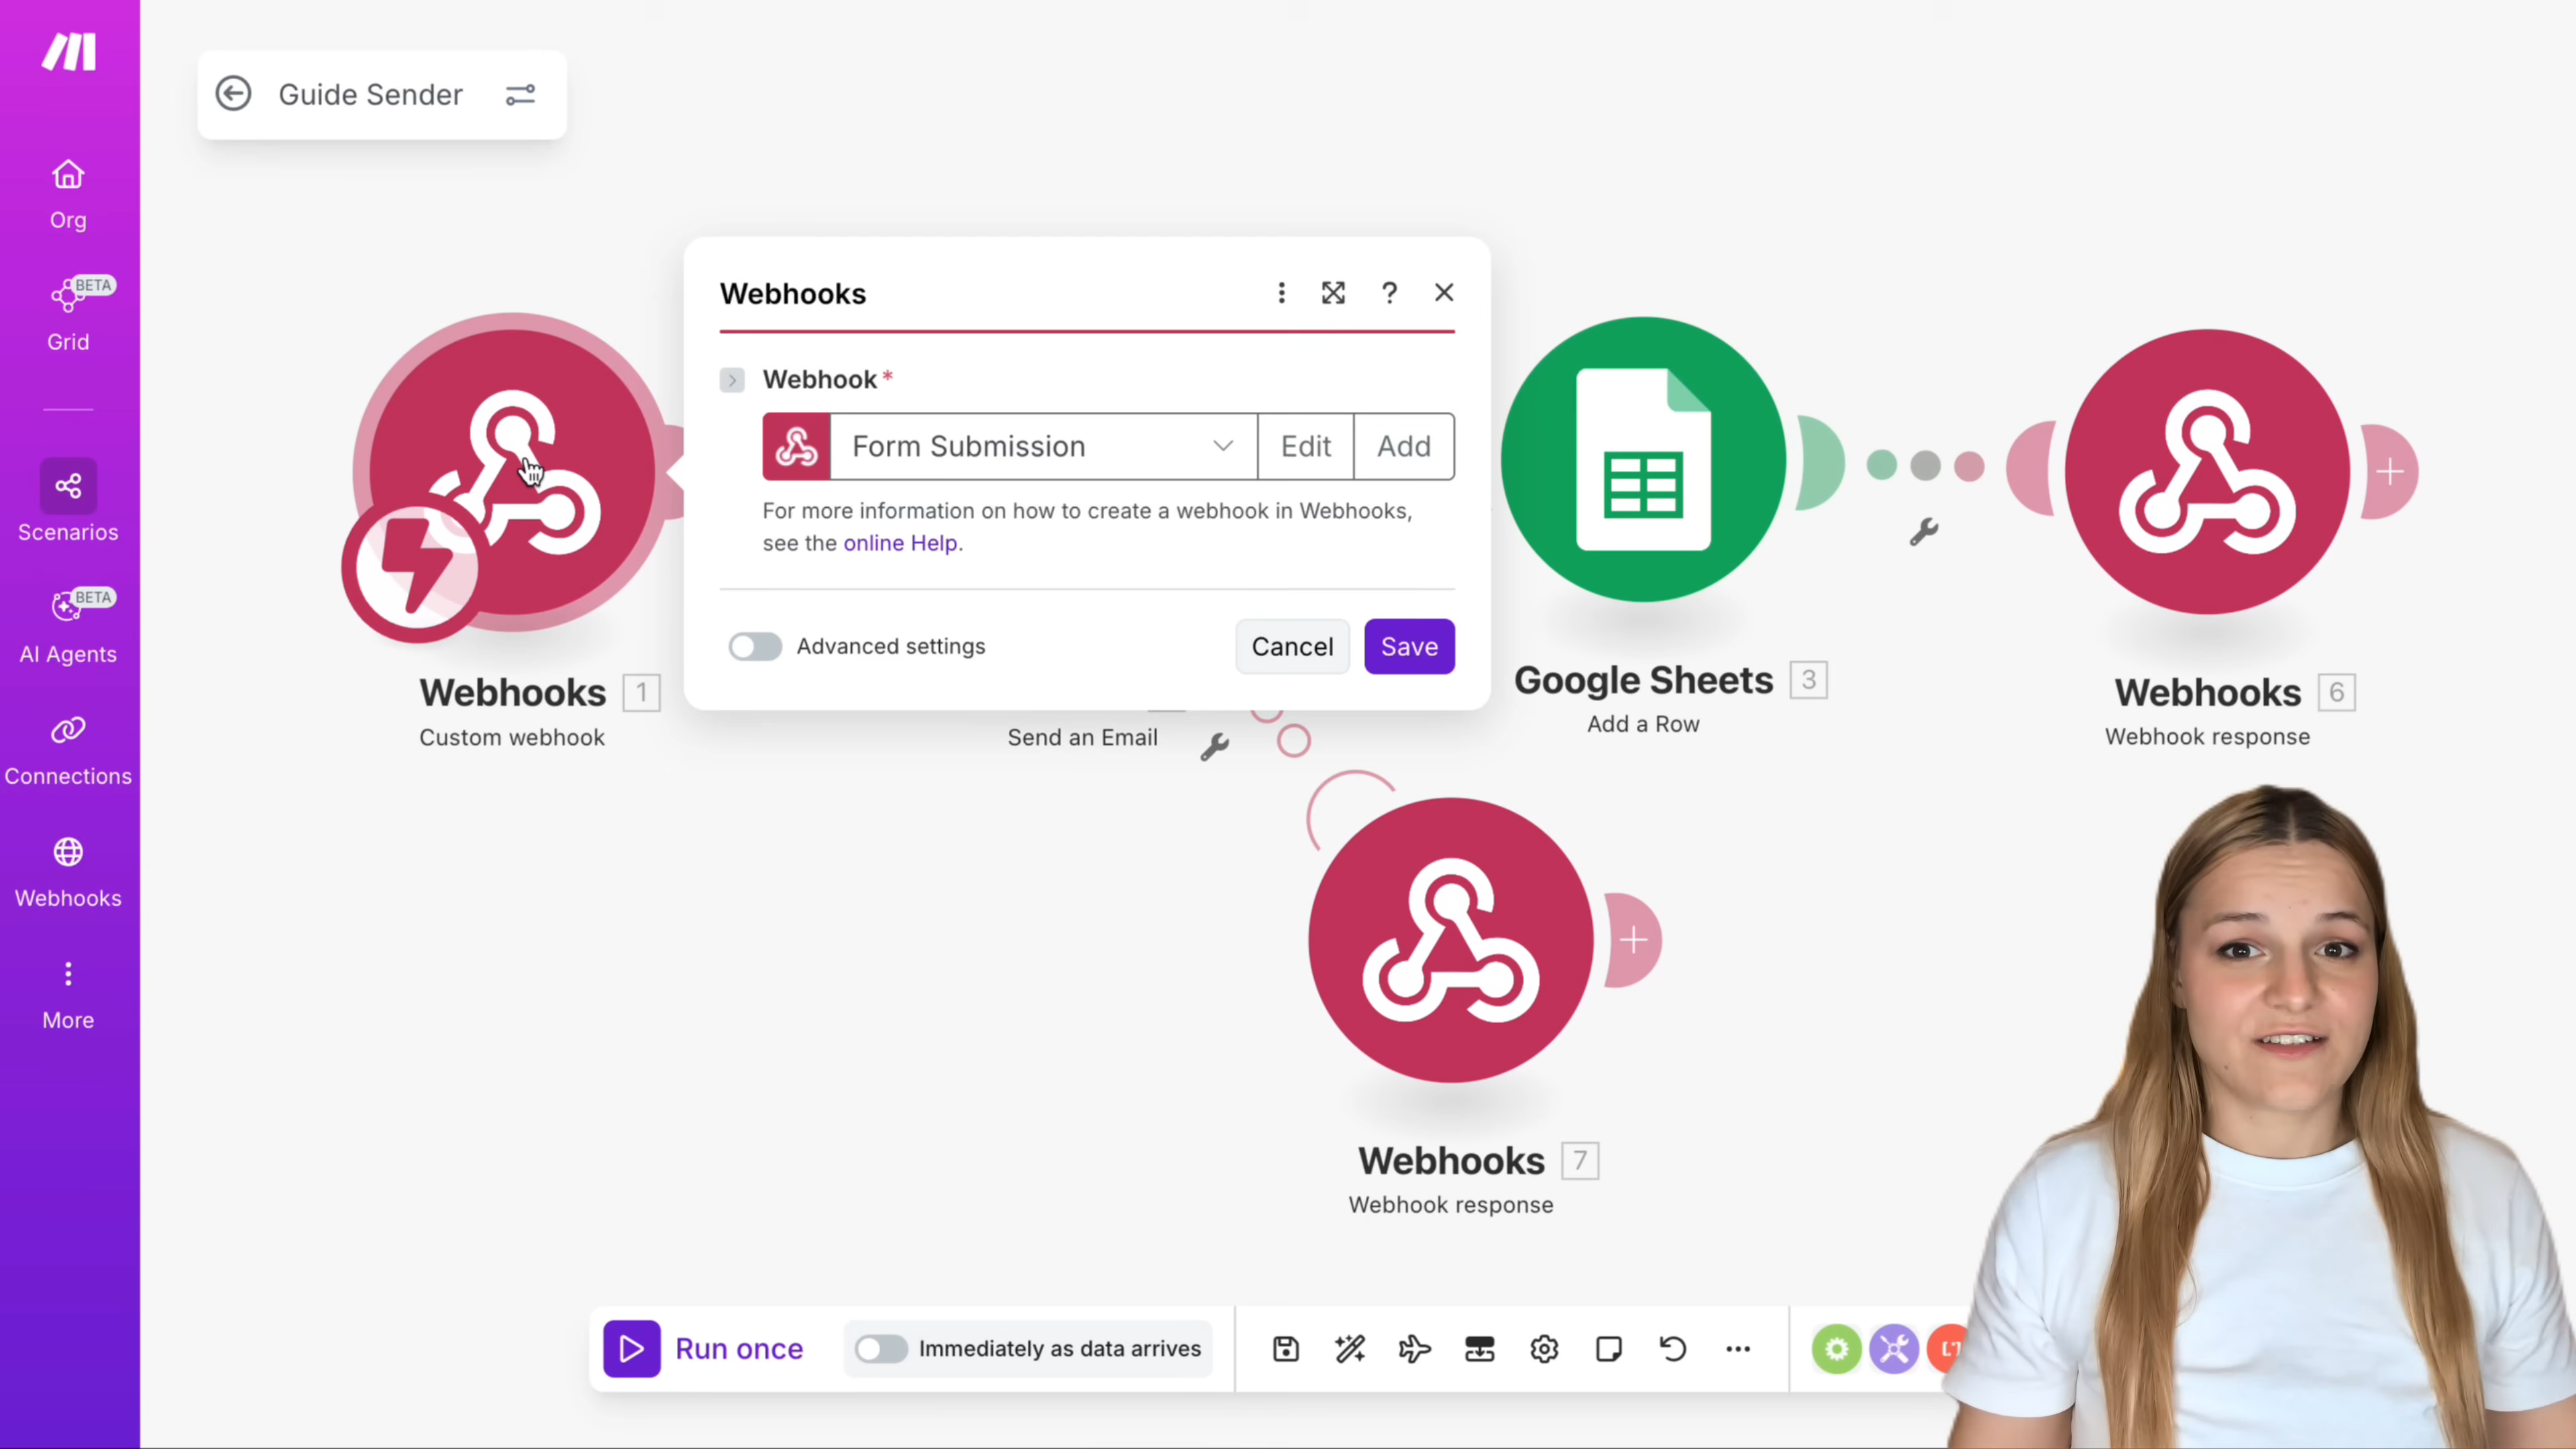 Guide Sender
Org
BETA
Grid
Scenarios
BETA
AI Agents
Connections
Webhooks
More
Webhooks
?
Webhook *
Form Submission
Edit
Add
For more information on how to create a webhook in Webhooks,
see the online Help.
Advanced settings
Cancel
Save
Webhooks 1
Custom webhook
Send an Email
Google Sheets 3
Add a Row
Webhooks 6
Webhook response
Webhooks 7
Webhook response
Run once
Immediately as data arrives